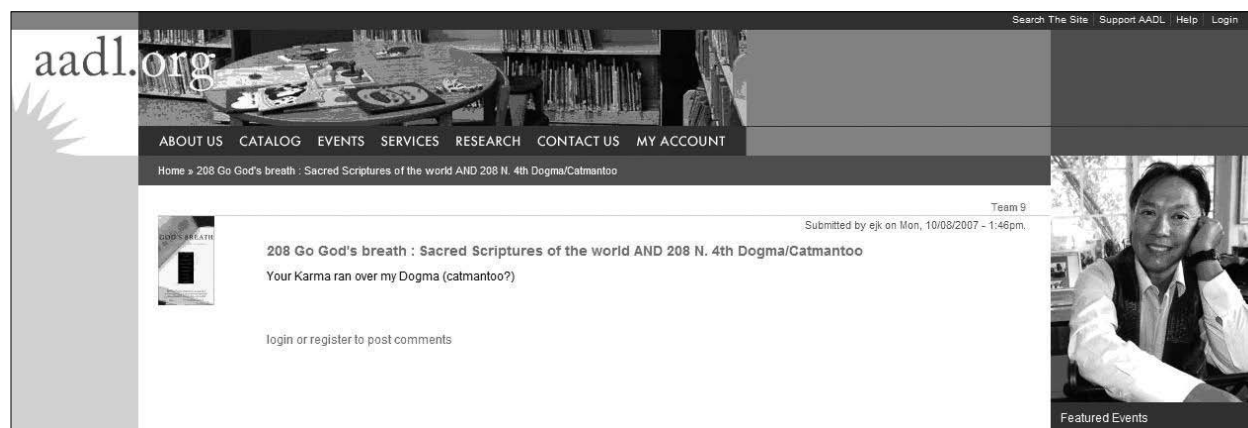 Search The Site | Support AADL | Help | Login
aadl.org
ABOUT US CATALOG EVENTS SERVICES RESEARCH CONTACT US MY ACCOUNT
Home » 208 Go God's breath : Sacred Scriptures of the world AND 208 N. 4th Dogma/Catmantoo
Team 9
Submitted by ejk on Mon, 10/08/2007 - 1:46pm.
GOD'S BREATH
208 Go God's breath : Sacred Scriptures of the world AND 208 N. 4th Dogma/Catmantoo
Your Karma ran over my Dogma (catmantoo?)
login or register to post comments
Featured Events